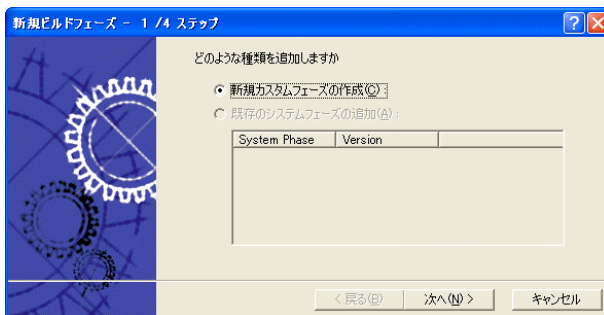 新規ビルドフェーズ - 1 /4 ステップ
どのような種類を追加しますか
新規カスタムフェーズの作成(C) :
既存のシステムフェーズの追加(A) :
System Phase Version
< 戻る(B) 次へ(N) > キャンセル